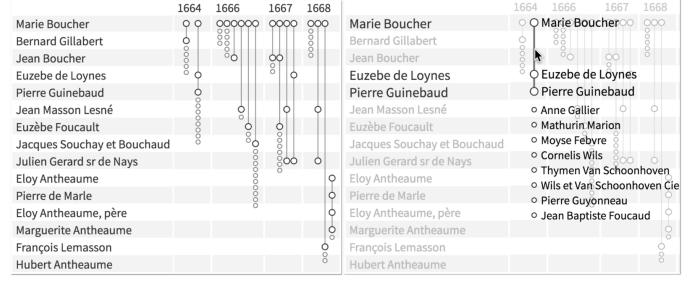 1664 1666 1667 1668
Marie Boucher
Bernard Gillabert
Jean Boucher
Euzebe de Loynes
Pierre Guinebaud
Jean Masson Lesné
Euzèbe Foucault
Jacques Souchay et Bouchaud
Julien Gerard sr de Nays
Eloy Antheaume
Pierre de Marle
Eloy Antheaume, père
Marguerite Antheaume
François Lemasson
Hubert Antheaume
1664 1666 1667 1668
Marie Boucher Marie Boucher
Bernard Gillabert
Jean Boucher
Euzebe de Loynes Euzebe de Loynes
Pierre Guinebaud Pierre Guinebaud
Jean Masson Lesné Anne Gallier
Euzèbe Foucault Mathurin Marion
Moyse Febvre
Jacques Souchay et Bouchaud
Julien Gerard sr de Nays Cornelis Wils
Thymen Van Schoonhoven
Eloy Antheaume
Wils et Van Schoonhoven Cie
Pierre de Marle Pierre Guyonneau
Eloy Antheaume, père Jean Baptiste Foucaud
Marguerite Antheaume
François Lemasson
Hubert Antheaume